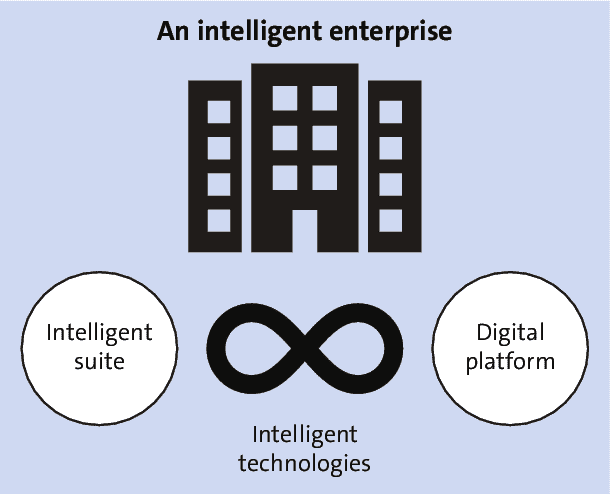 An intelligent enterprise
Intelligent
suite
Digital
platform
Intelligent
technologies